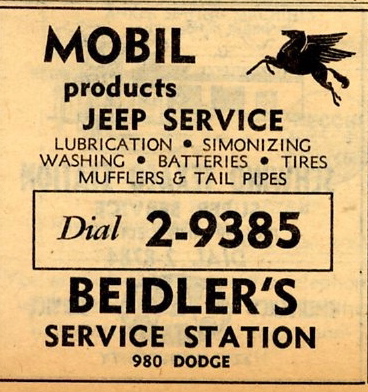 MOBIL
products
JEEP SERVICE
LUBRICATION • SIMONIZING
WASHING • BATTERIES • TIRES
MUFFLERS & TAIL PIPES
Dial 2-9385
BEIDLER'S
SERVICE STATION
980 DODGE